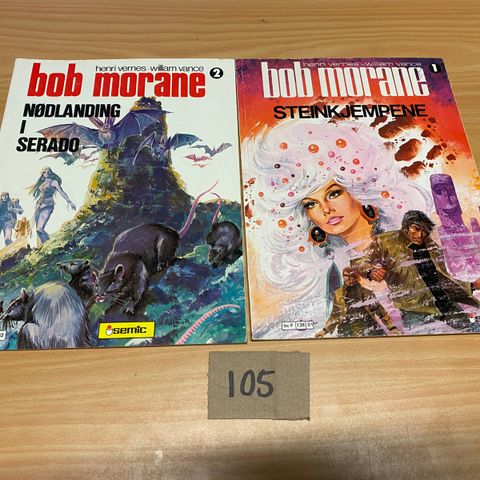 henri vernes-william vance
bob morane 2
NØDLANDING
I
SERADO
semic
henri vernes-william vance
bob morane 1
STEINKJEMPENE
105